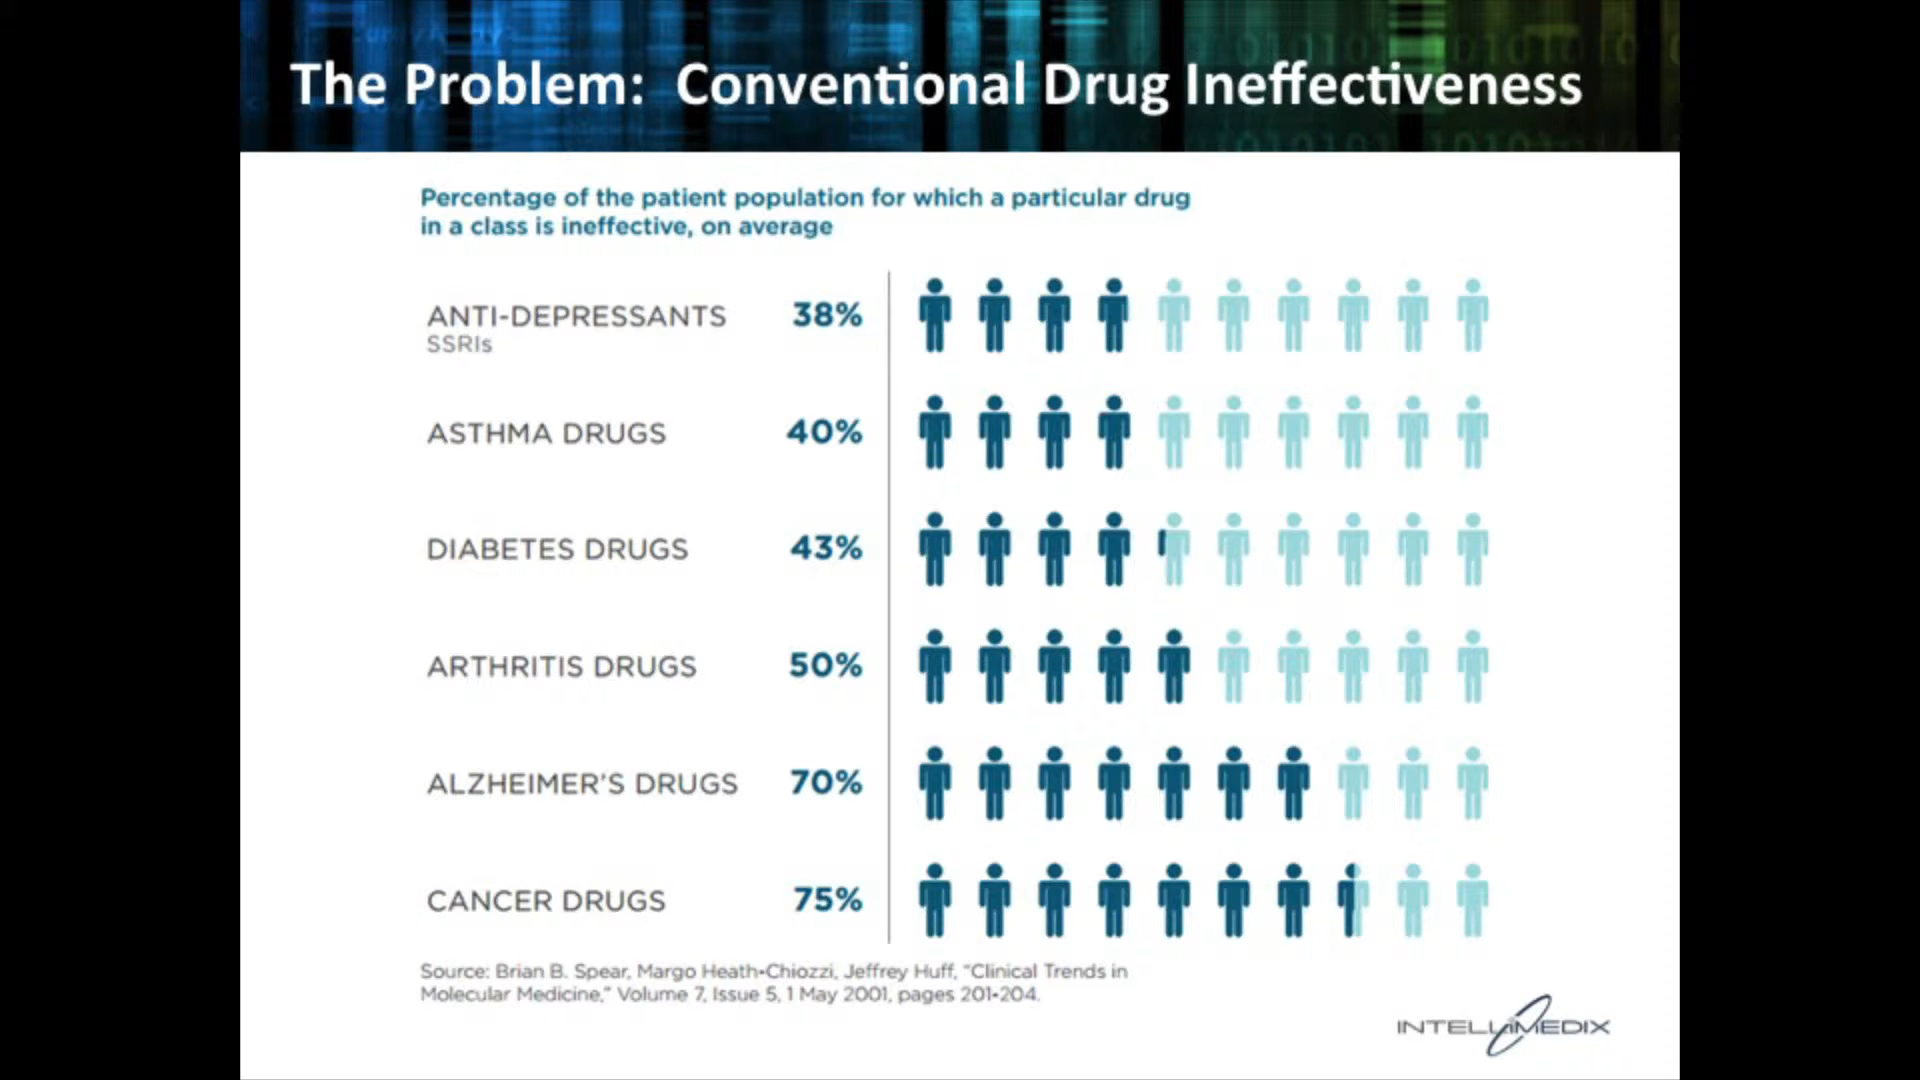 The Problem:  Conventional Drug Ineffectiveness
Percentage of the patient population for which a particular drug
in a class is ineffective, on average
ANTI-DEPRESSANTS 38%
SSRIs
ASTHMA DRUGS 40%
DIABETES DRUGS 43%
ARTHRITIS DRUGS 50%
ALZHEIMER'S DRUGS 70%
CANCER DRUGS 75%
Source: Brian B. Spear, Margo Heath-Chiozzi, Jeffrey Huff, "Clinical Trends in
Molecular Medicine," Volume 7, Issue 5, 1 May 2001, pages 201-204.
INTELLIMEDIX